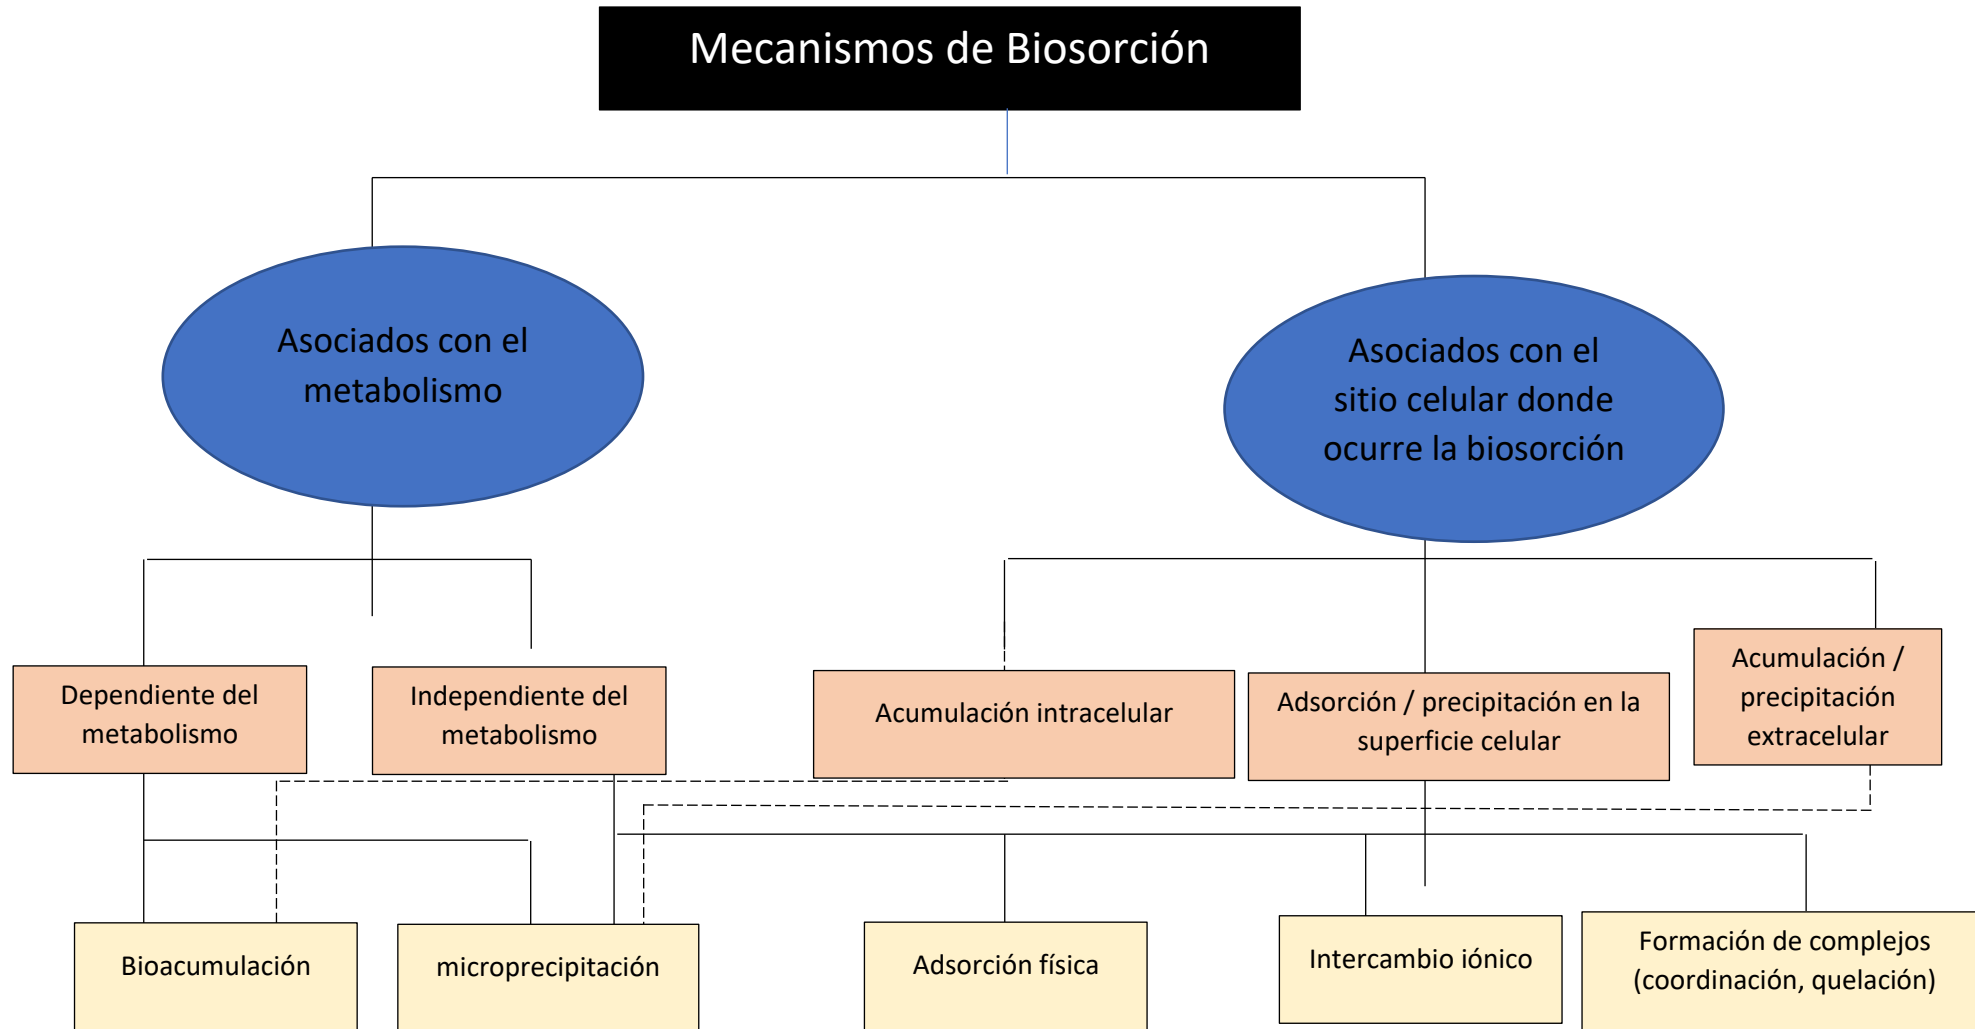 Mecanismos de Biosorción
Asociados con el
metabolismo
Asociados con el
sitio celular donde
ocurre la biosorción
Dependiente del
metabolismo
Independiente del
metabolismo
Acumulación intracelular
Adsorción / precipitación en la
superficie celular
Acumulación /
precipitación
extracelular
Bioacumulación
microprecipitación
Adsorción física
Intercambio iónico
Formación de complejos
(coordinación, quelación)